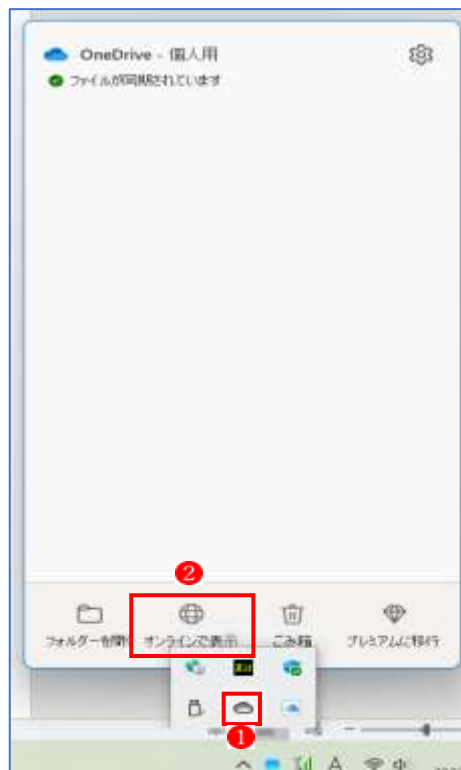 OneDrive - 個人用
ファイルが同期されています
2
フォルダーを開く
オンラインで表示
ごみ箱
プレミアムに移行
1
A